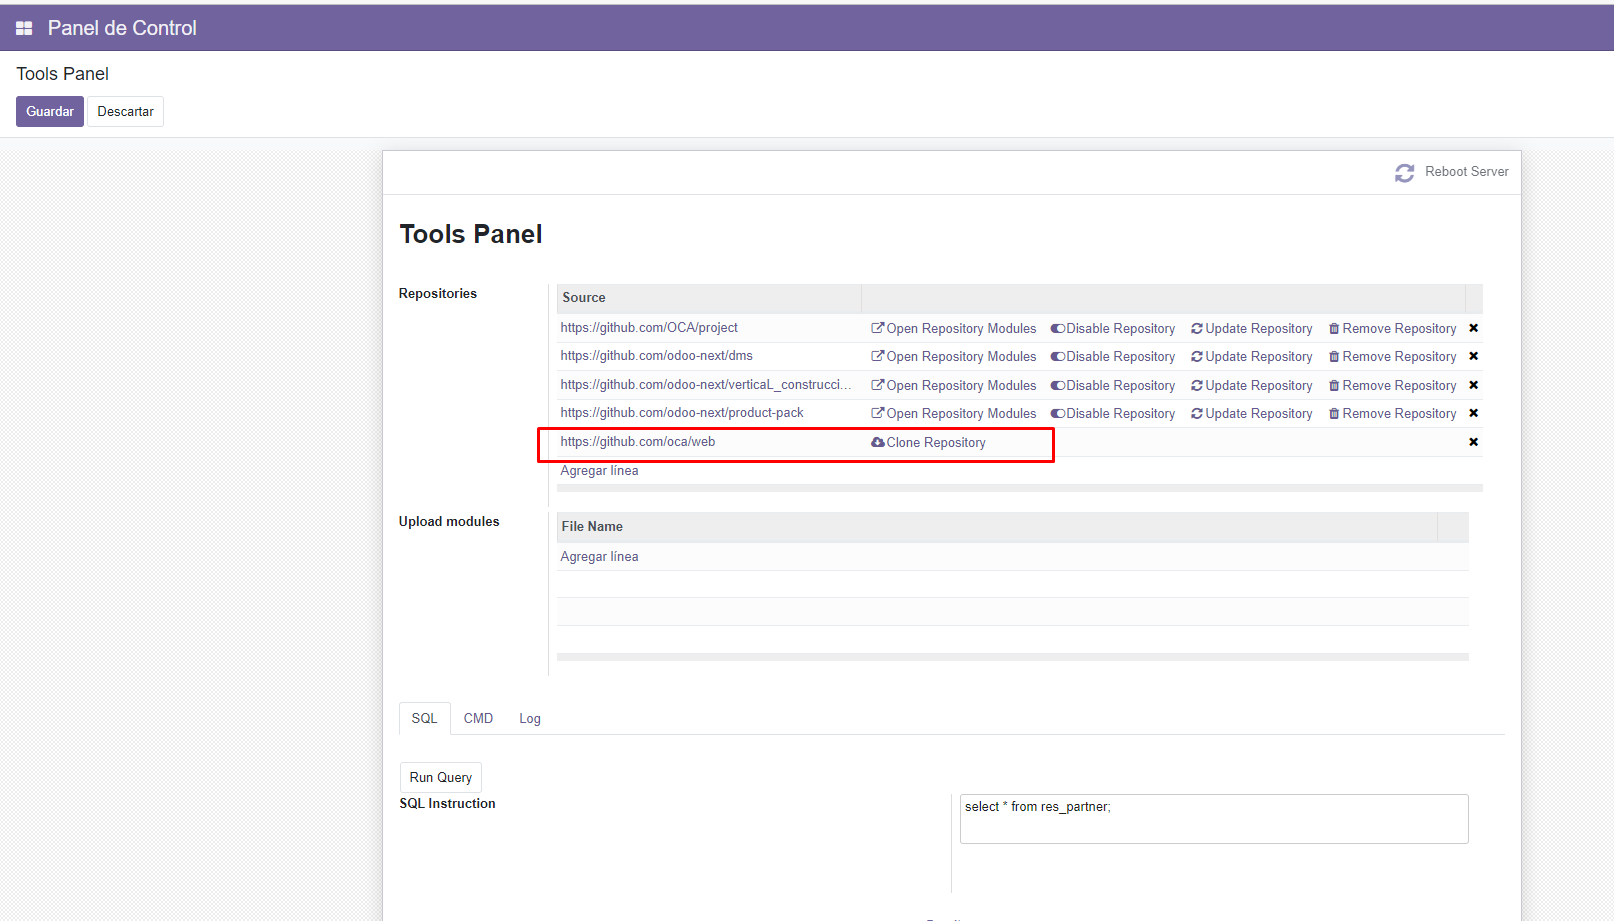 Panel de Control
Tools Panel
Guardar Descartar
Reboot Server
Tools Panel
Repositories
Source
https://github.com/OCA/project Open Repository Modules Disable Repository Update Repository Remove Repository
https://github.com/odoo-next/dms Open Repository Modules Disable Repository Update Repository Remove Repository
https://github.com/odoo-next/verticaL_construcci... Open Repository Modules Disable Repository Update Repository Remove Repository
https://github.com/odoo-next/product-pack Open Repository Modules Disable Repository Update Repository Remove Repository
https://github.com/oca/web Clone Repository
Agregar línea
Upload modules
File Name
Agregar línea
SQL CMD Log
Run Query
SQL Instruction
select * from res_partner;